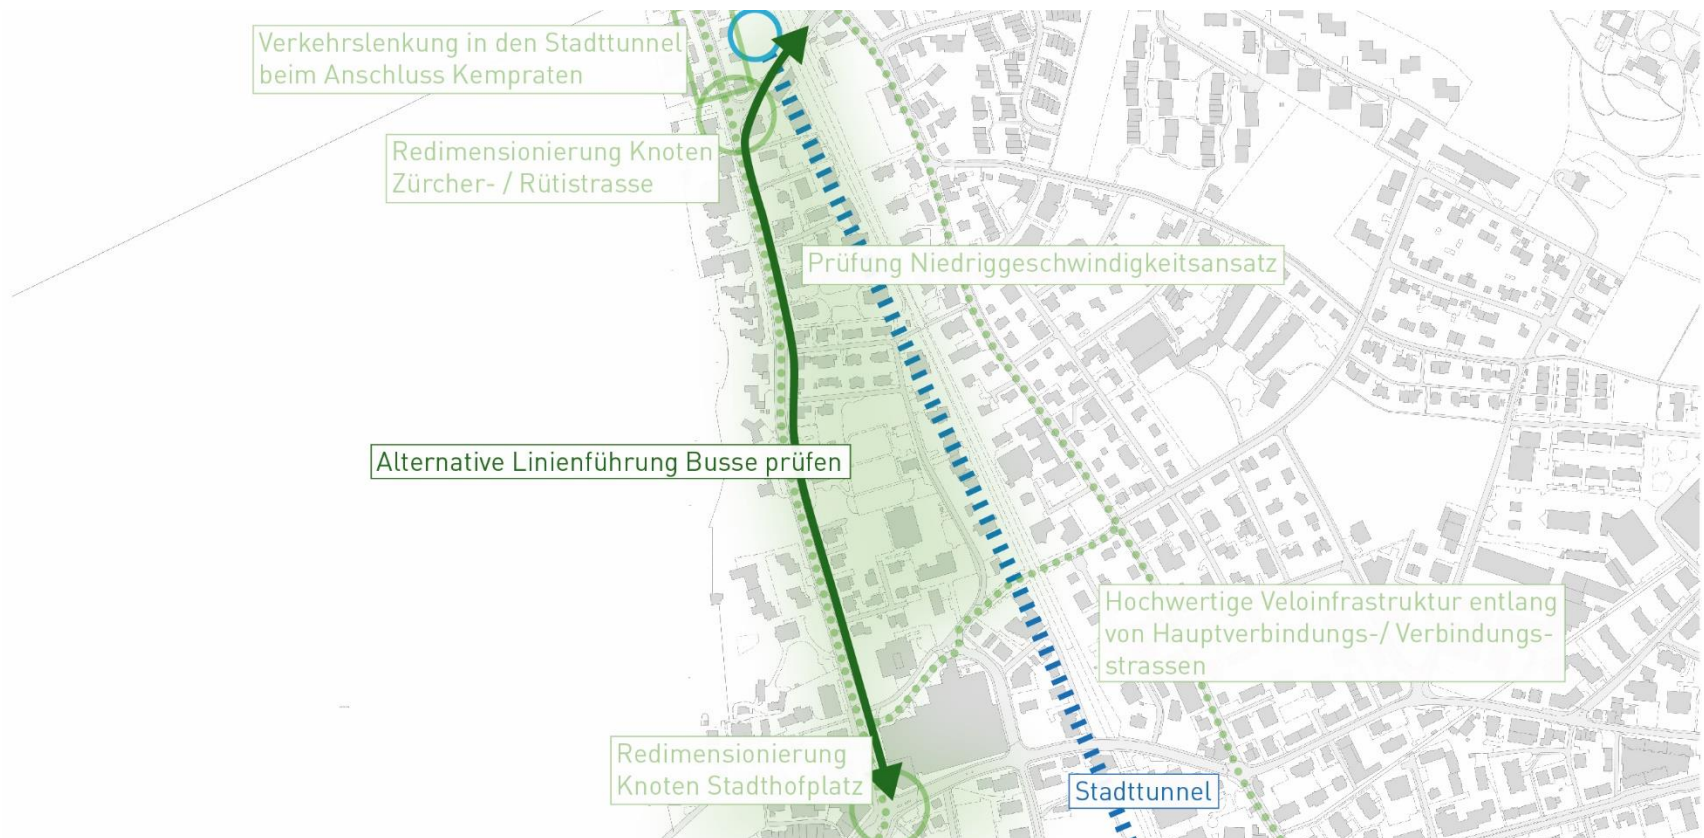 Verkehrslenkung in den Stadttunnel
beim Anschluss Kempraten
Redimensionierung Knoten
Zürcher- / Rütistrasse
Prüfung Niedriggeschwindigkeitsansatz
Alternative Linienführung Busse prüfen
Hochwertige Veloinfrastruktur entlang
von Hauptverbindungs-/ Verbindungs-
strassen
Redimensionierung
Knoten Stadthofplatz
Stadttunnel